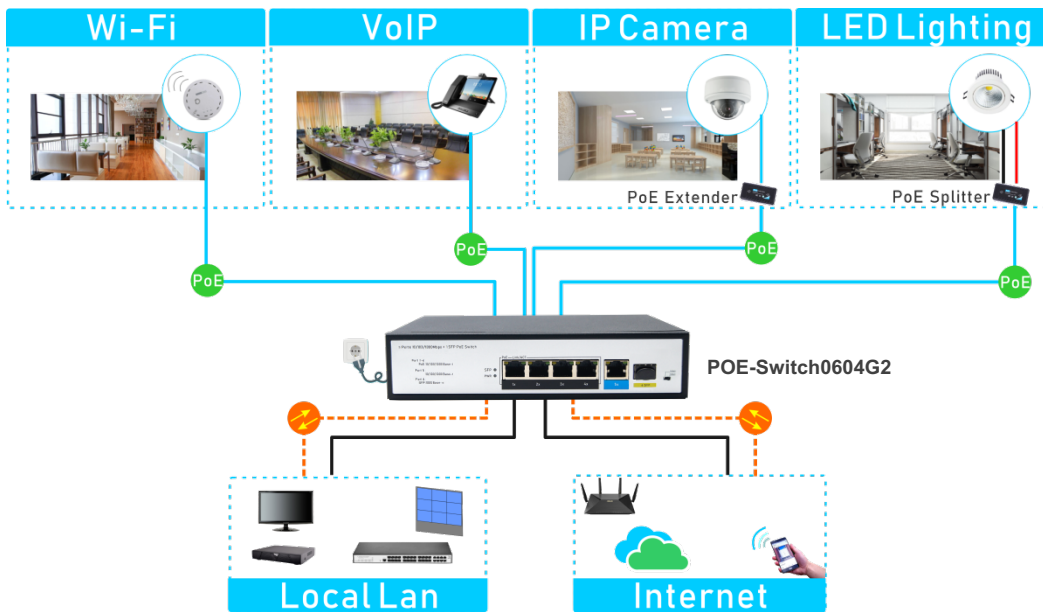 Wi-Fi
VoIP
IP Camera
LED Lighting
PoE Extender
PoE Splitter
PoE
PoE
PoE
PoE
POE-Switch0604G2
Local Lan
Internet